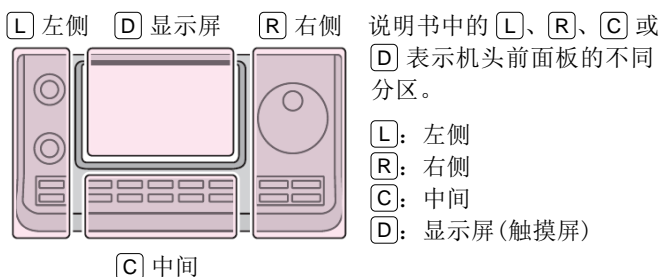 L 左侧
D 显示屏
R 右侧
C 中间
说明书中的 L、R、C 或
D 表示机头前面板的不同
分区。
L：左侧
R：右侧
C：中间
D：显示屏(触摸屏)